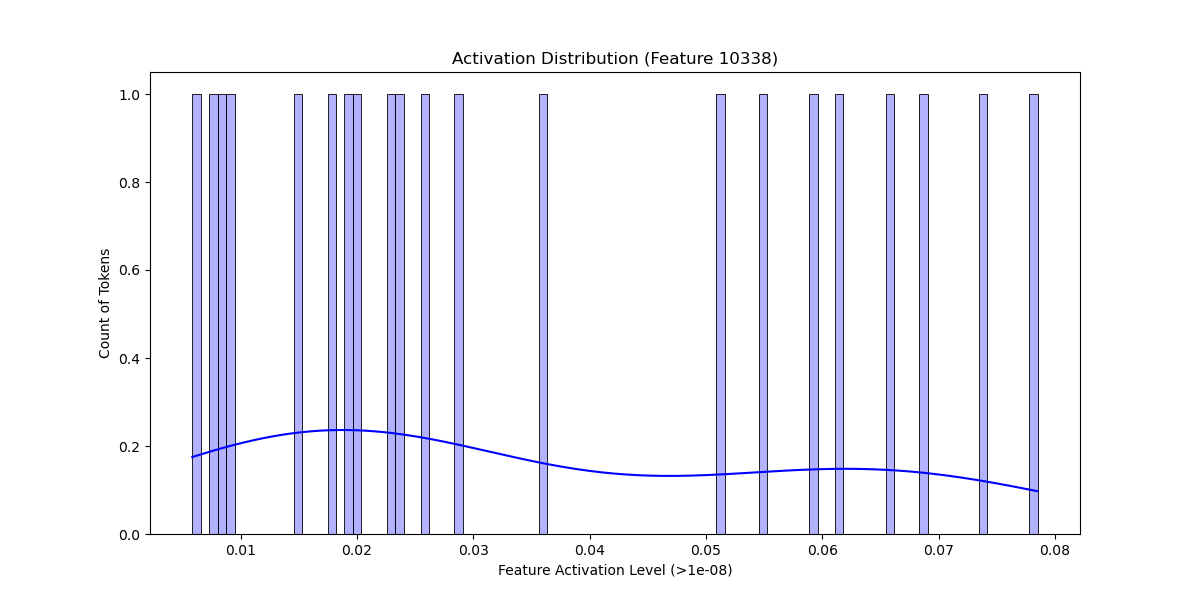 Activation Distribution (Feature 10338)
Count of Tokens
1.0
0.8
0.6
0.4
0.2
0.0
0.01 0.02 0.03 0.04 0.05 0.06 0.07 0.08
Feature Activation Level (>1e-08)